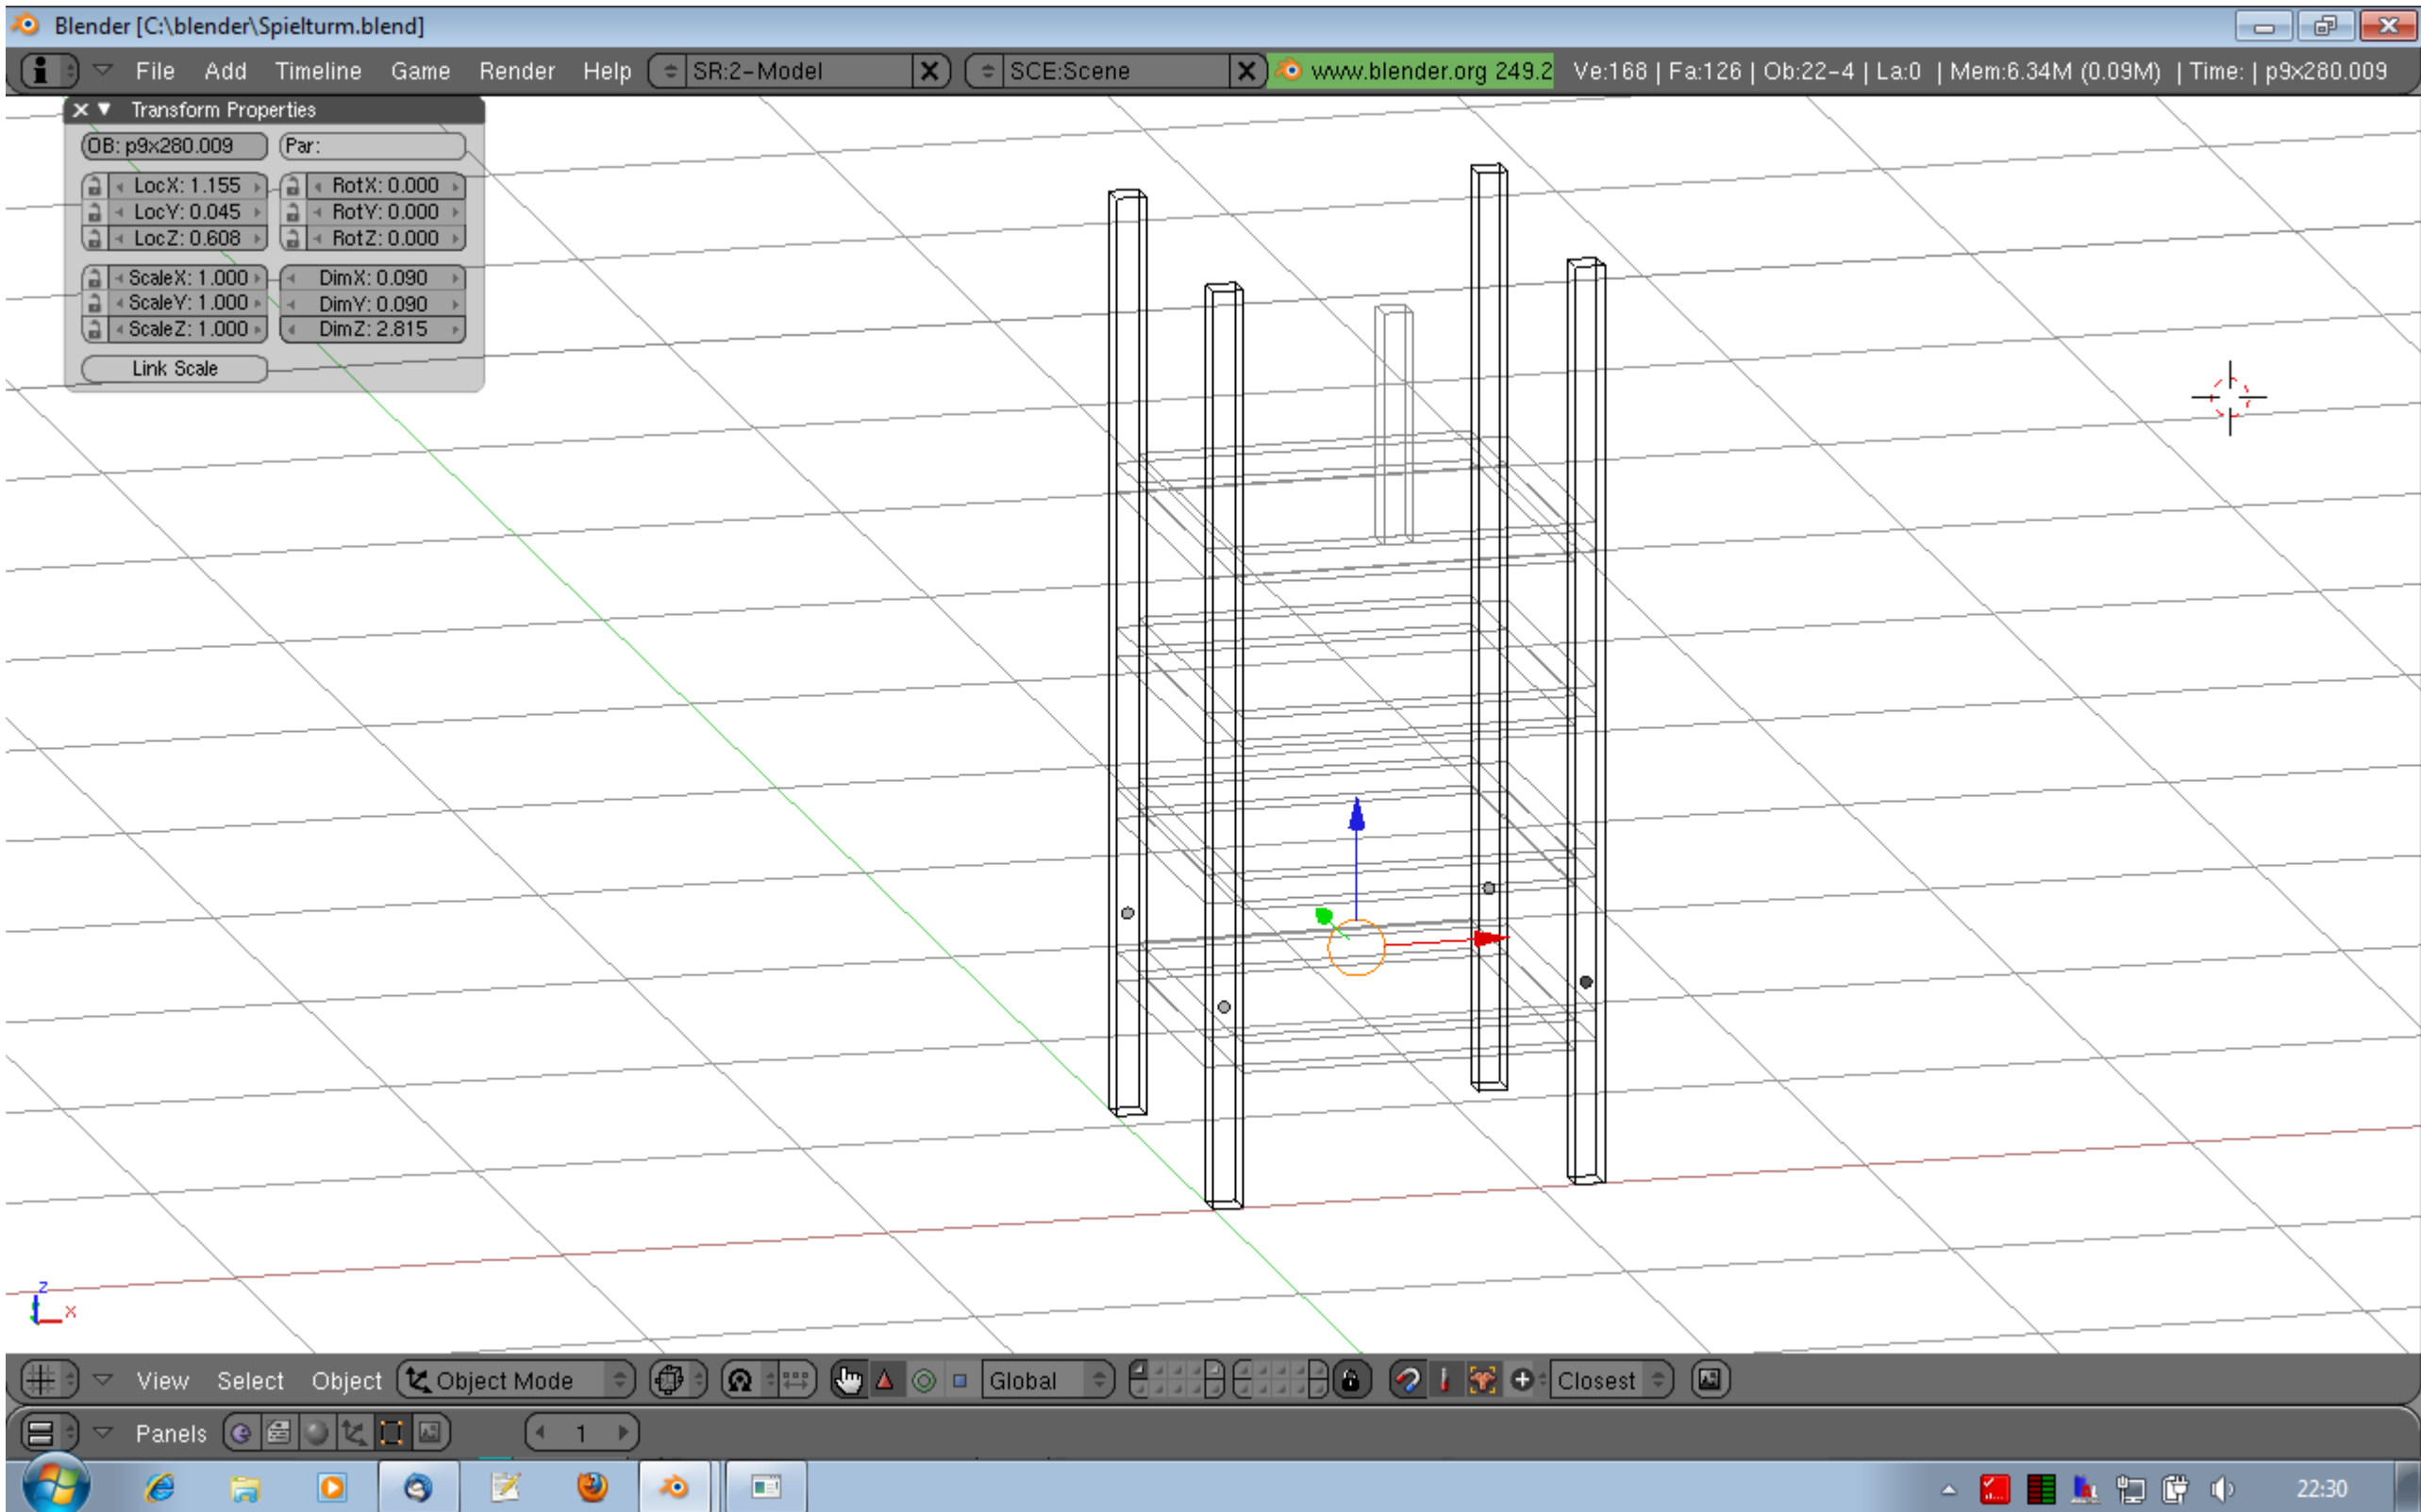 Blender [C:\blender\Spielturm.blend]
File Add Timeline Game Render Help SR:2-Model X SCE:Scene X www.blender.org 249.2 Ve:168 | Fa:126 | Ob:22-4 | La:0 | Mem:6.34M (0.09M) | Time: | p9x280.009
Transform Properties
OB: p9x280.009 Par:
LocX: 1.155 RotX: 0.000
LocY: 0.045 RotY: 0.000
LocZ: 0.608 RotZ: 0.000
ScaleX: 1.000 DimX: 0.090
ScaleY: 1.000 DimY: 0.090
ScaleZ: 1.000 DimZ: 2.815
Link Scale
z
x
View Select Object Object Mode Global Closest
Panels 1
22:30